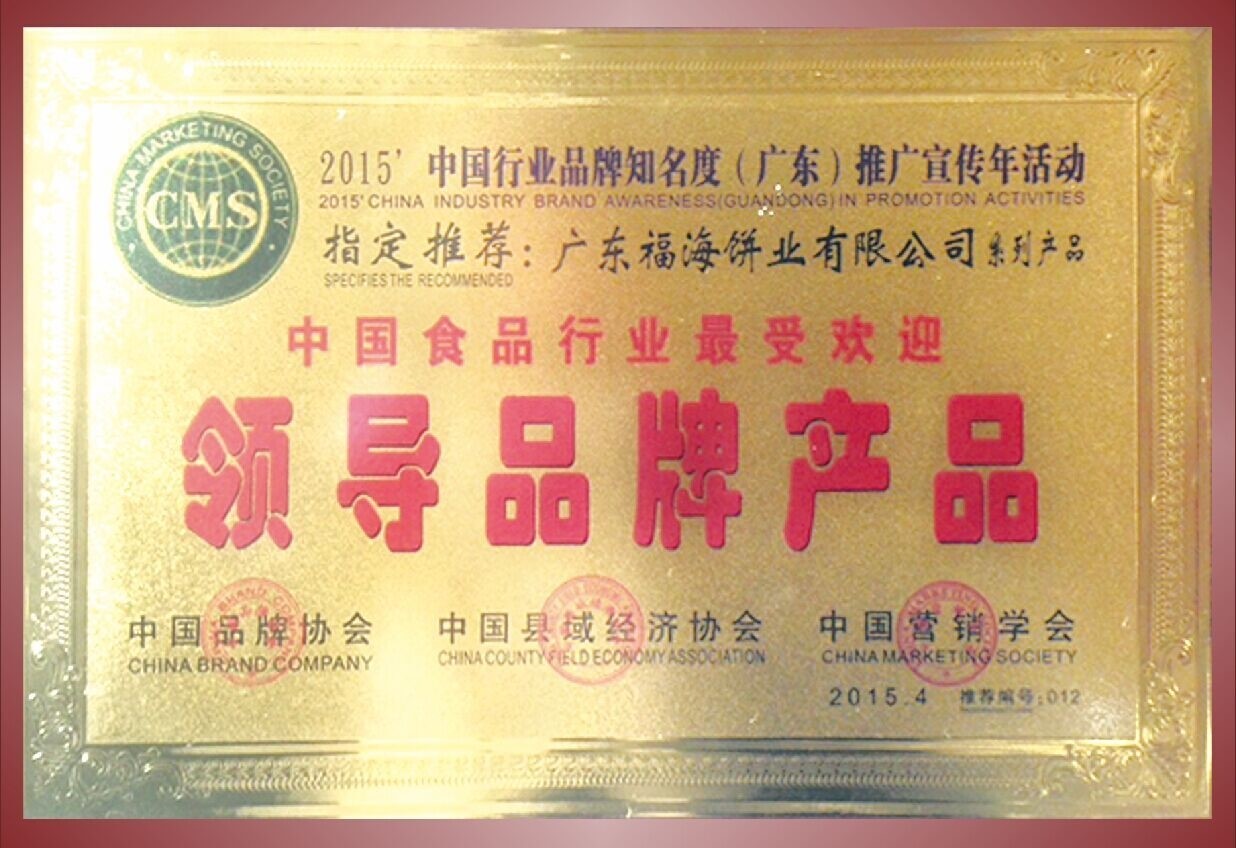 CHINA MARKETING SOCIETY
CMS
2015' 中国行业品牌知名度（广东）推广宣传年活动
2015'CHINA INDUSTRY BRAND AWARENESS(GUANDONG)IN PROMOTION ACTIVITIES
指定推荐：广东福海饼业有限公司系列产品
SPECIFIES THE RECOMMENDED
中国食品行业最受欢迎
领导品牌产品
中国品牌协会
CHINA BRAND COMPANY
中国县域经济协会
CHINA COUNTY FIELD ECONOMY ASSOCIATION
中国营销学会
CHINA MARKETING SOCIETY
2015.4 推荐编号:012